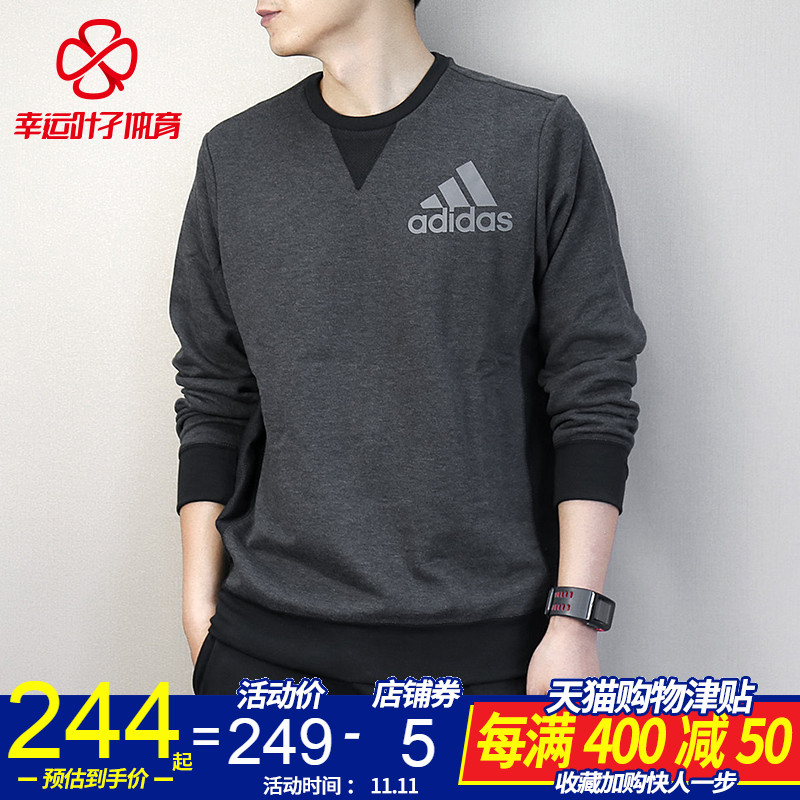 幸运叶子体育
adidas
244起=249-5
预估到手价
活动价
店铺券
活动时间： 11.11
天猫购物津贴
每满 400 减 50
收藏加购快人一步